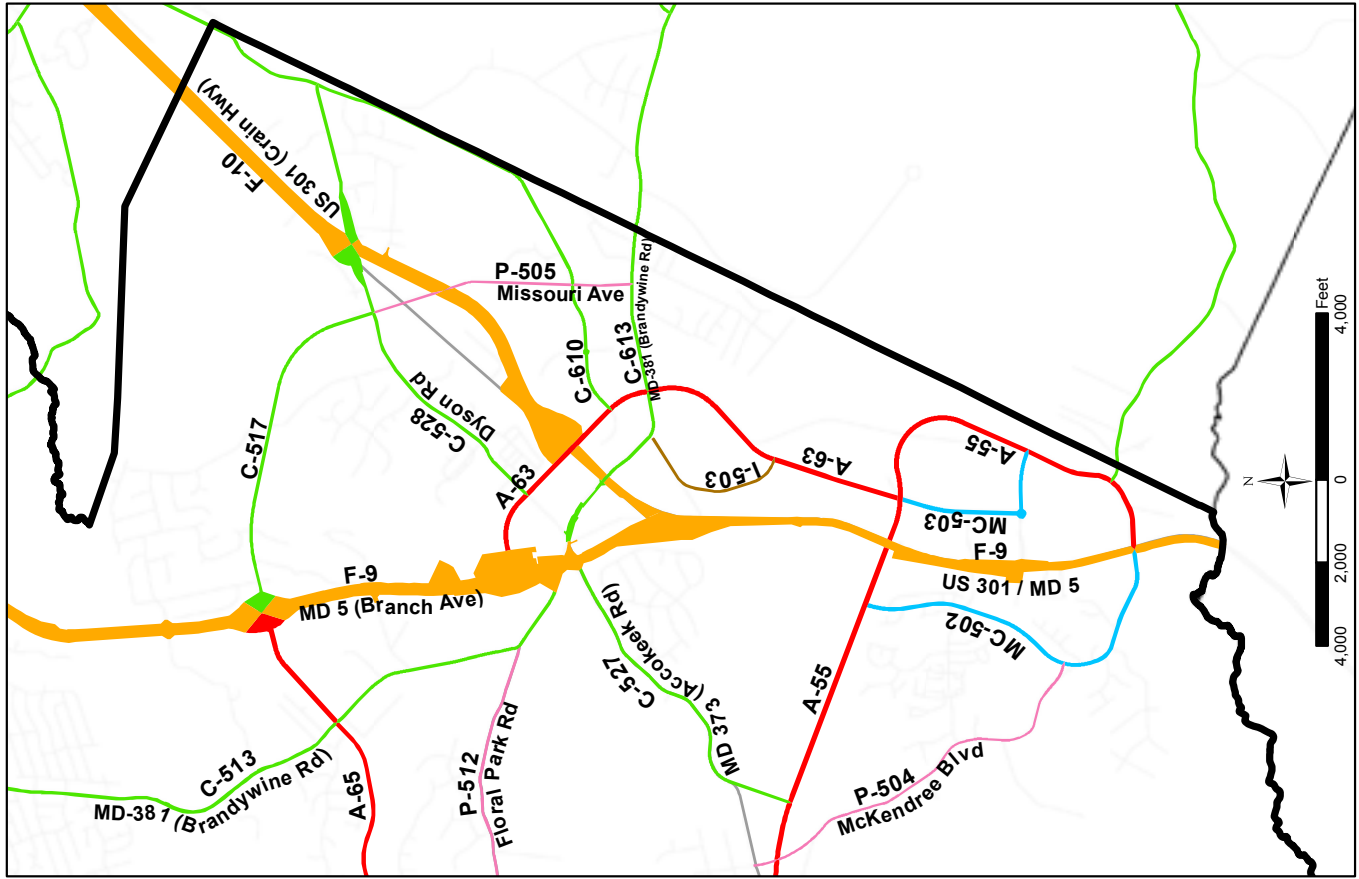 US 301 (Crain Hwy)
F-10
P-505
Missouri Ave
C-517
C-610
C-613
MD-381 (Brandywine Rd)
Dyson Rd
C-528
A-63
I-503
A-63
A-55
MC-503
F-9
MD 5 (Branch Ave)
F-6
US 301 / MD 5
MC-502
C-527
MD 373 (Accokeek Rd)
A-55
C-513
MD-381 (Brandywine Rd)
A-65
P-512
Floral Park Rd
P-504
McKendree Blvd
N
4,000
2,000
0
4,000
Feet